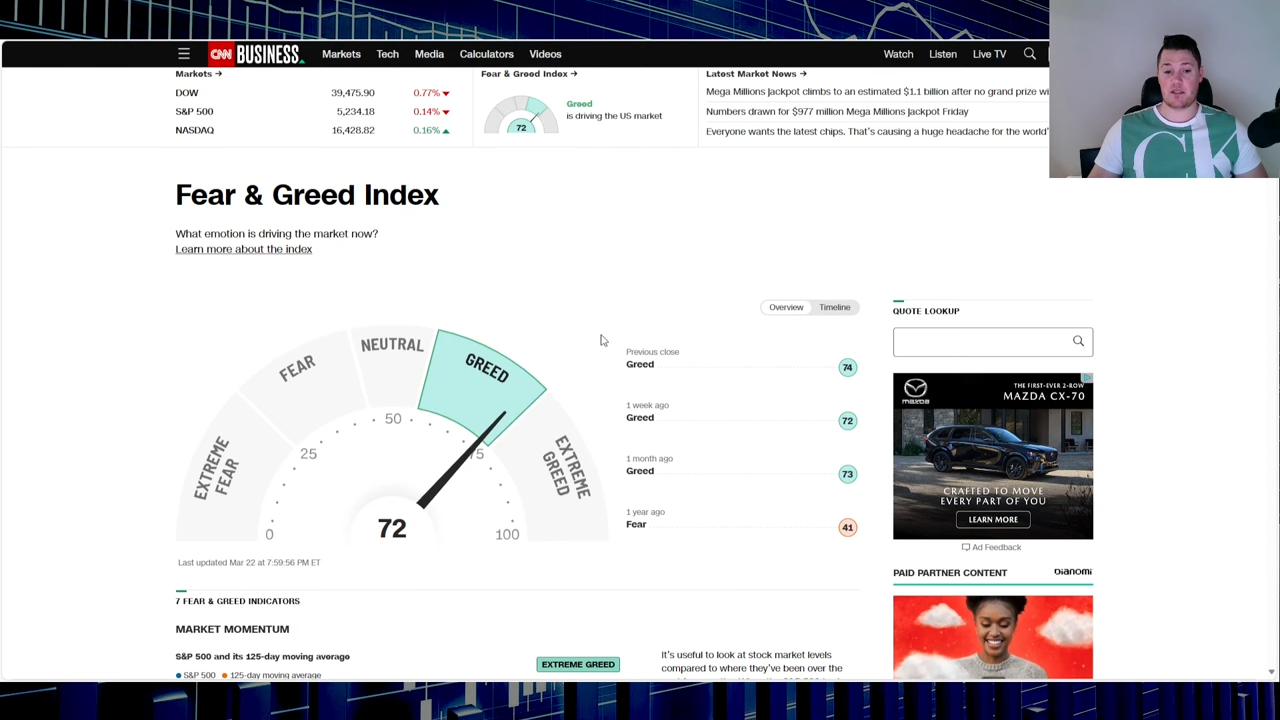 CNN BUSINESS
Markets Tech Media Calculators Videos
Watch Listen Live TV
Markets →
DOW 39,475.90 0.77% ▼
S&P 500 5,234.18 0.14% ▼
NASDAQ 16,428.82 0.16% ▲
Fear & Greed Index →
72
Greed
is driving the US market
Latest Market News →
Mega Millions jackpot climbs to an estimated $1.1 billion after no grand prize
Numbers drawn for $977 million Mega Millions Jackpot Friday
Everyone wants the latest chips. That's causing a huge headache for the world'
Fear & Greed Index
What emotion is driving the market now?
Learn more about the index
Overview Timeline
EXTREME FEAR
FEAR
NEUTRAL
GREED
EXTREME GREED
0
25
50
75
100
72
Last updated Mar 22 at 7:59:56 PM ET
Previous close
Greed 74
1 week ago
Greed 72
1 month ago
Greed 73
1 year ago
Fear 41
QUOTE LOOKUP
mazda
THE FIRST-EVER 2-ROW
MAZDA CX-70
CRAFTED TO MOVE
EVERY PART OF YOU
LEARN MORE
Ad Feedback
PAID PARTNER CONTENT
bianomi
7 FEAR & GREED INDICATORS
MARKET MOMENTUM
S&P 500 and its 125-day moving average
EXTREME GREED
S&P 500 125-day moving average
It's useful to look at stock market levels
compared to where they've been over the
CK